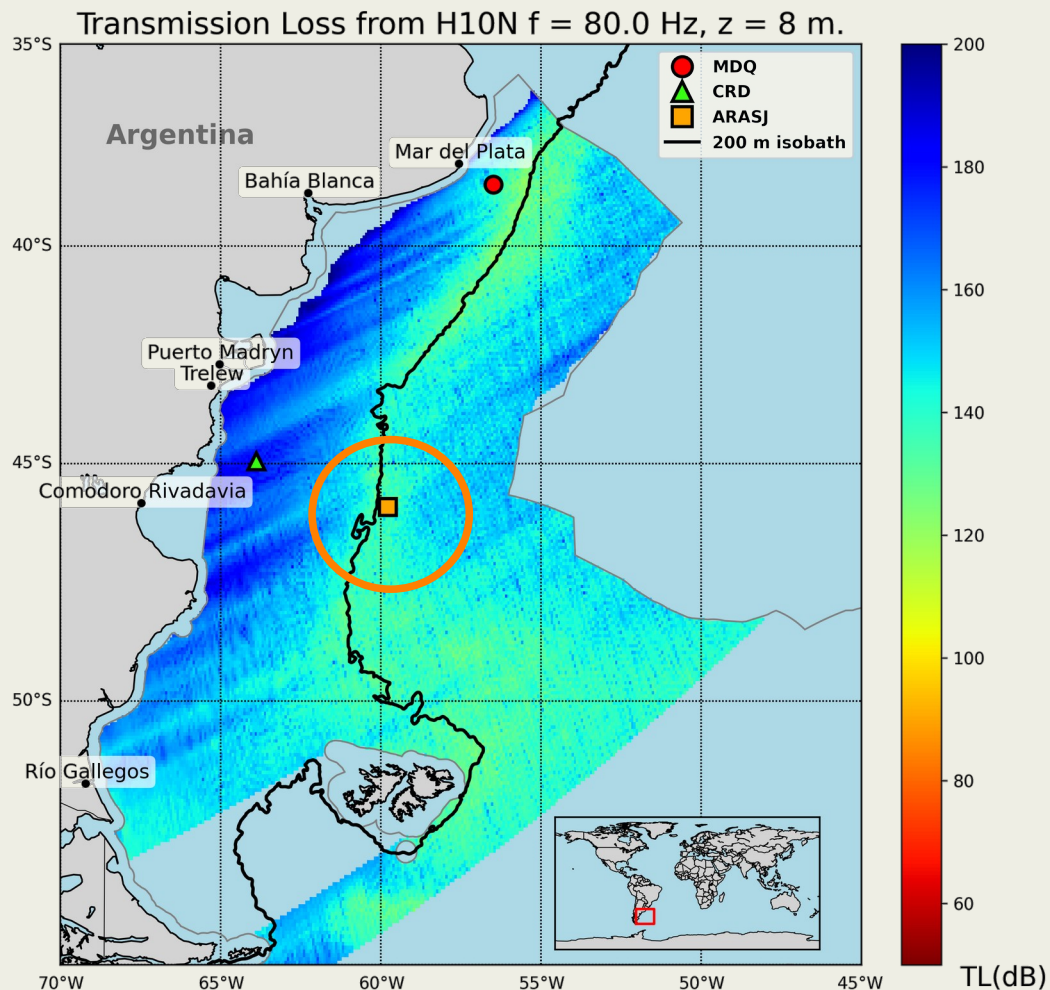 Transmission Loss from H10N f = 80.0 Hz, z = 8 m.
35°S
40°S
45°S
50°S
70°W
65°W
60°W
55°W
50°W
45°W
Argentina
Mar del Plata
Bahía Blanca
Puerto Madryn
Trelew
Comodoro Rivadavia
Río Gallegos
MDQ
CRD
ARASJ
200 m isobath
200
180
160
140
120
100
80
60
TL(dB)